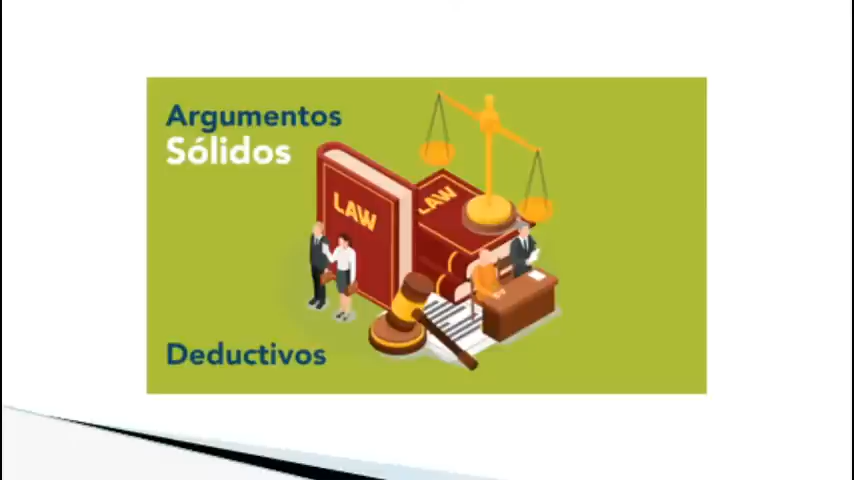 Argumentos
Sólidos
LAW
LAW
Deductivos